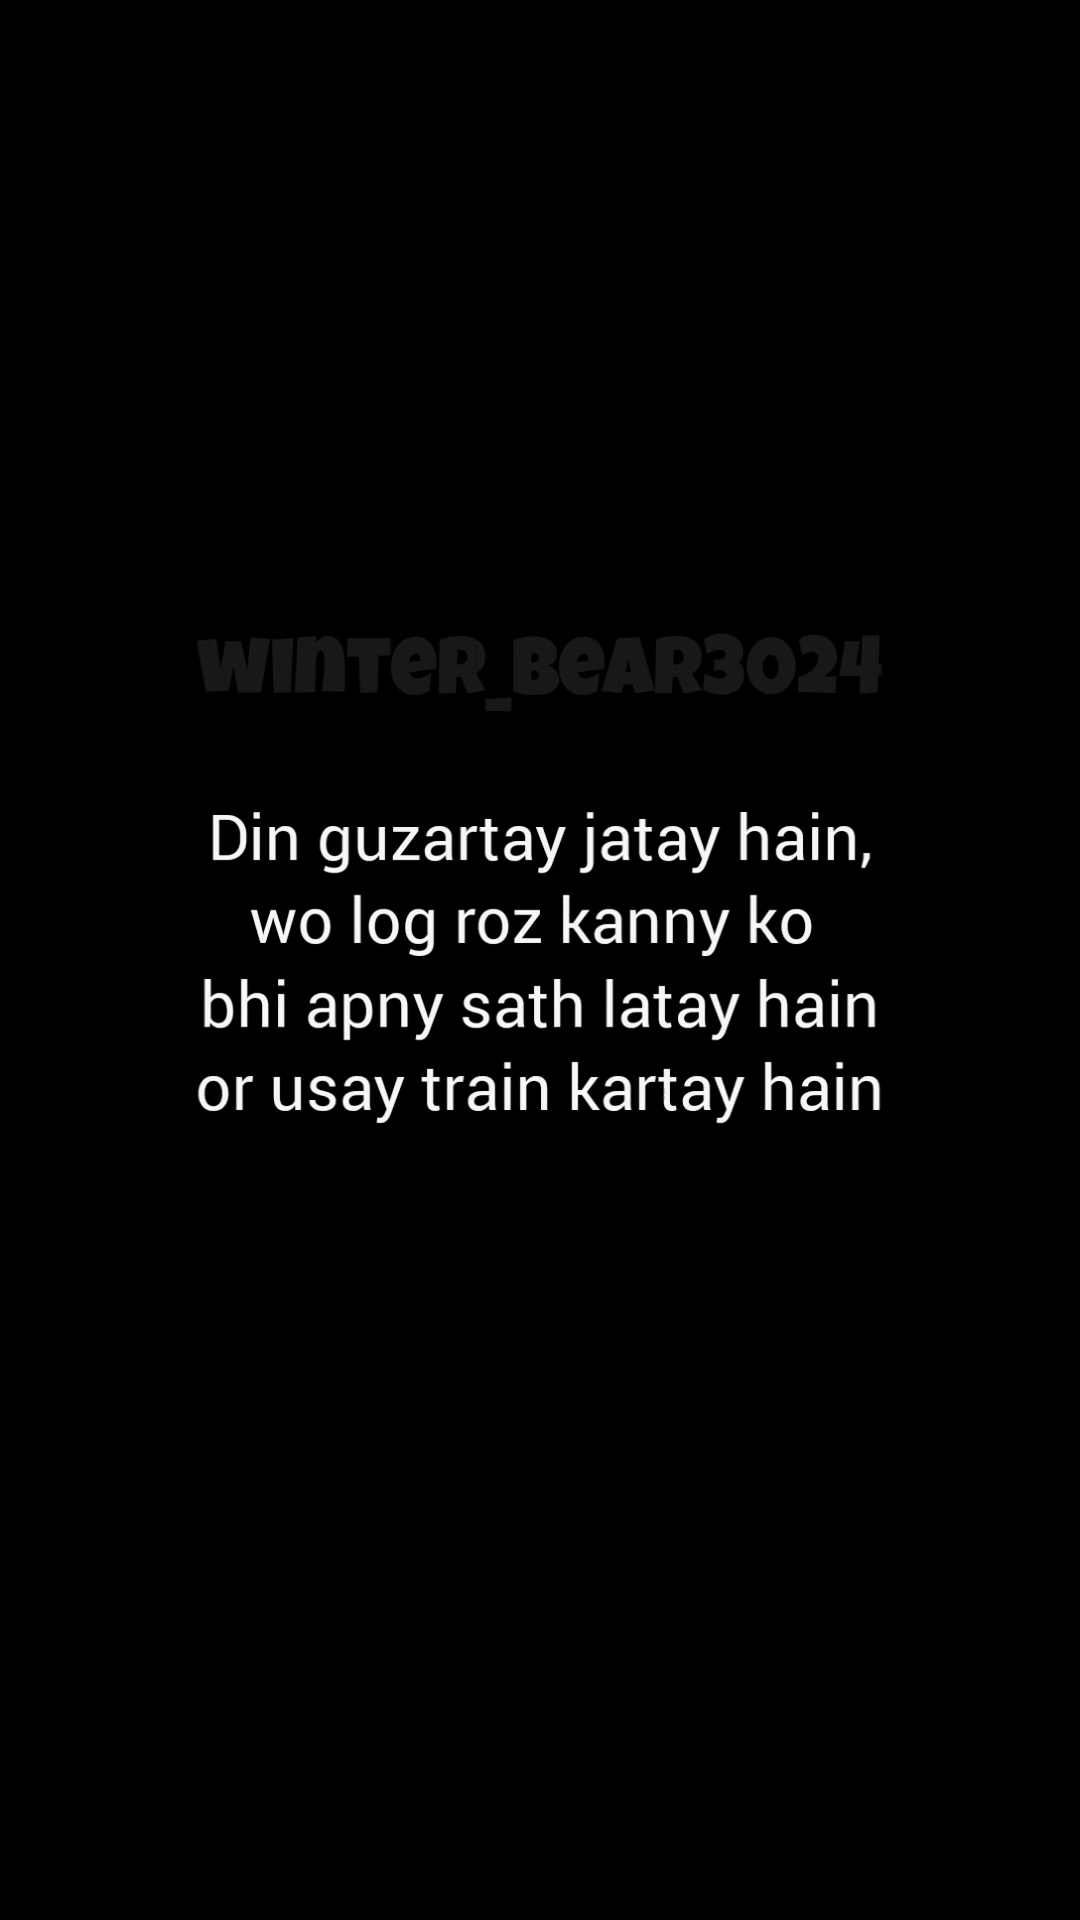 WINTER_BEAR3024
Din guzartay jatay hain,
wo log roz kanny ko
bhi apny sath latay hain
or usay train kartay hain